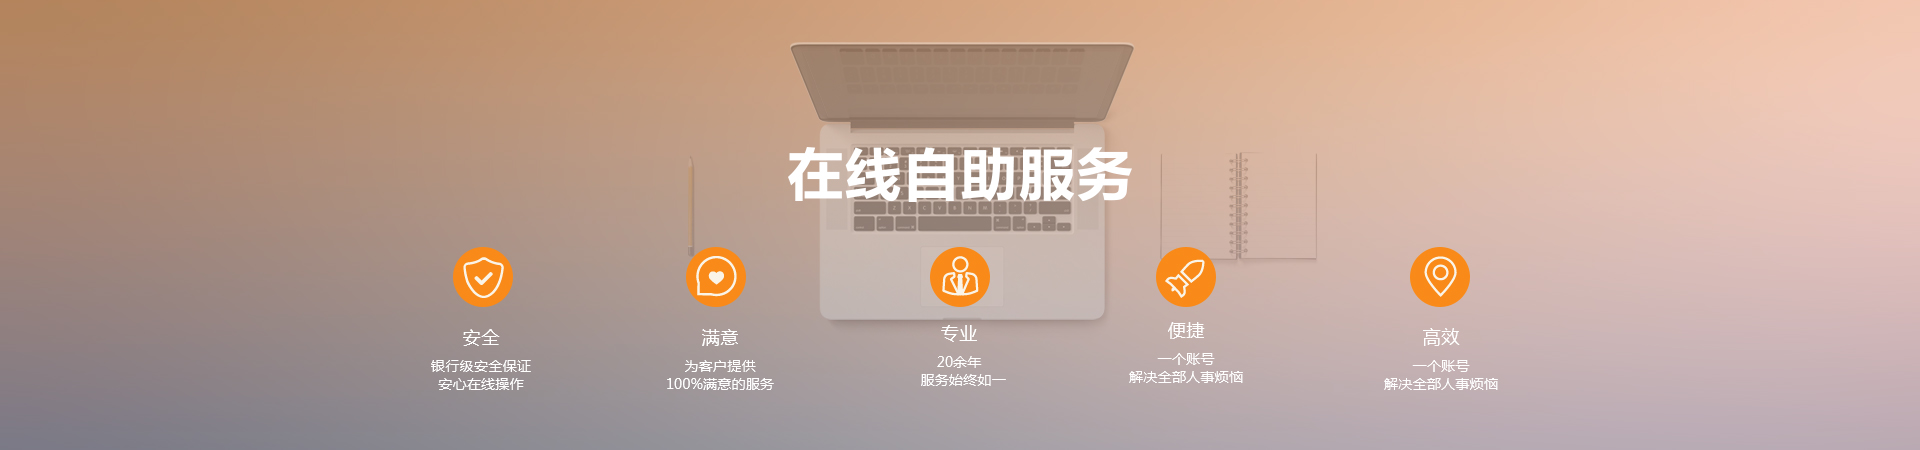 在线自助服务
安全
银行级安全保证
安心在线操作
满意
为客户提供
100%满意的服务
专业
20余年
服务始终如一
便捷
一个账号
解决全部人事烦恼
高效
一个账号
解决全部人事烦恼